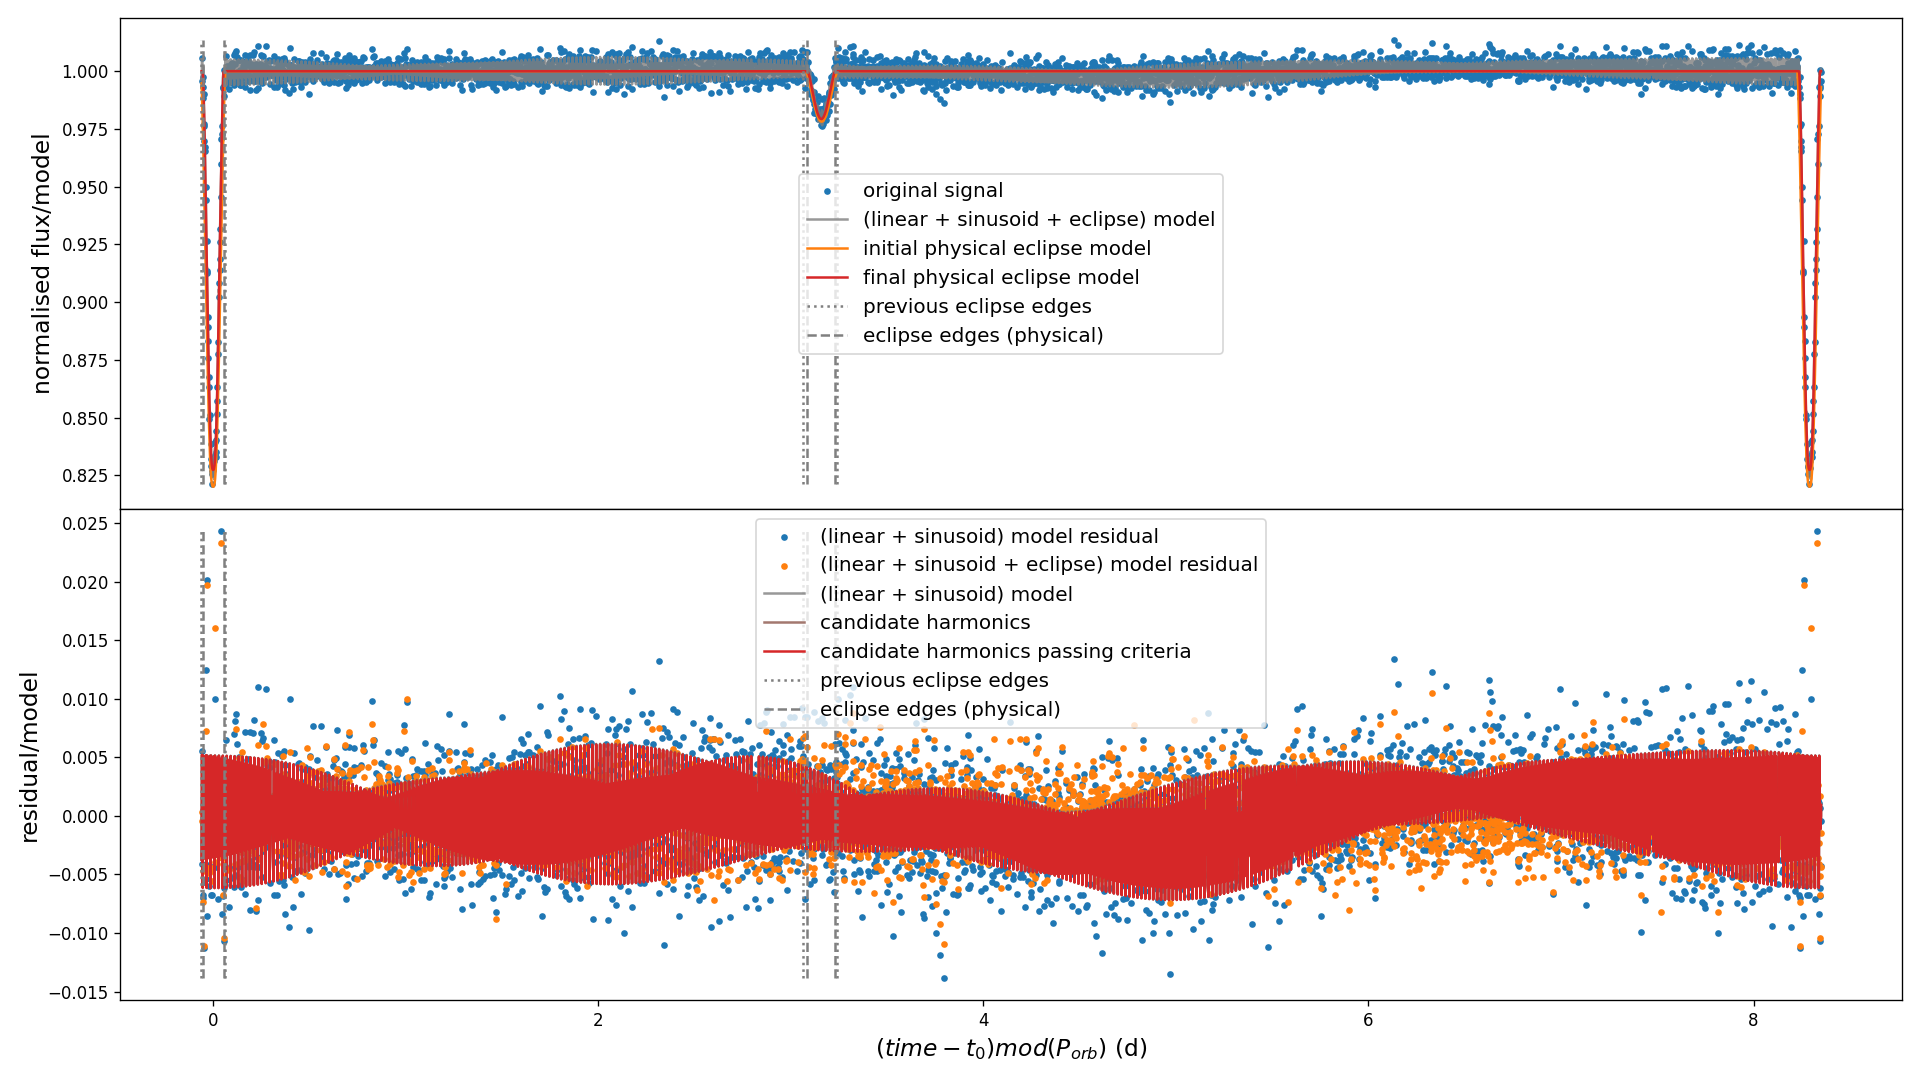 normalised flux/model
1.000
0.975
0.950
0.925
0.900
0.875
0.850
0.825
original signal
(linear + sinusoid + eclipse) model
initial physical eclipse model
final physical eclipse model
previous eclipse edges
eclipse edges (physical)
residual/model
0.025
0.020
0.015
0.010
0.005
0.000
−0.005
−0.010
−0.015
(linear + sinusoid) model residual
(linear + sinusoid + eclipse) model residual
(linear + sinusoid) model
candidate harmonics
candidate harmonics passing criteria
previous eclipse edges
eclipse edges (physical)
0 2 4 6 8
(time − t₀)mod(Pₒᵣb) (d)